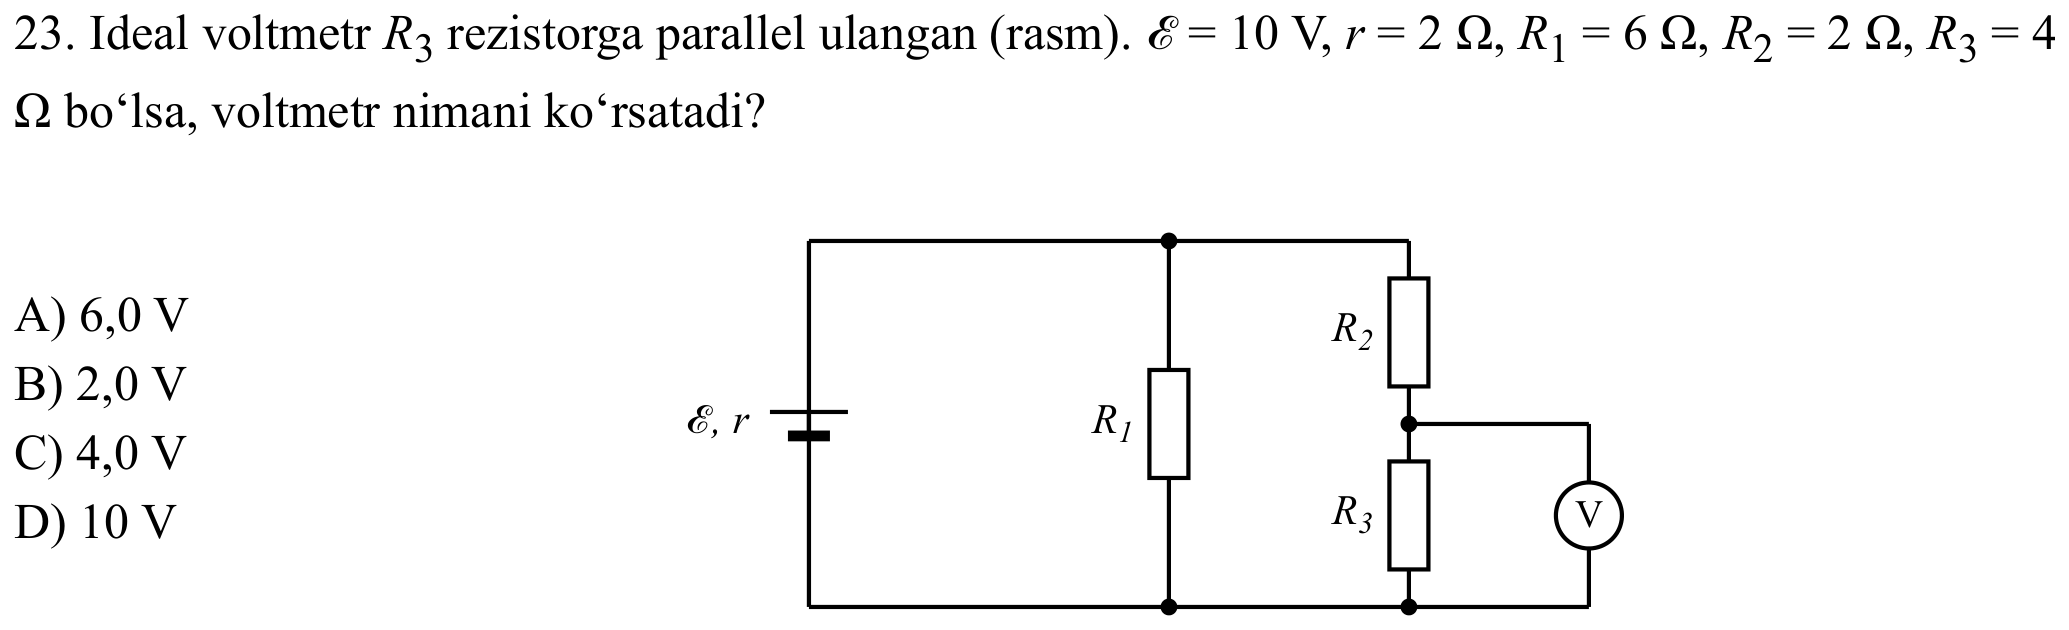 23. Ideal voltmetr R₃ rezistorga parallel ulangan (rasm). ℰ = 10 V, r = 2 Ω, R₁ = 6 Ω, R₂ = 2 Ω, R₃ = 4
Ω bo‘lsa, voltmetr nimani ko‘rsatadi?
A) 6,0 V
B) 2,0 V
C) 4,0 V
D) 10 V
ℰ, r
R₁
R₂
R₃
V